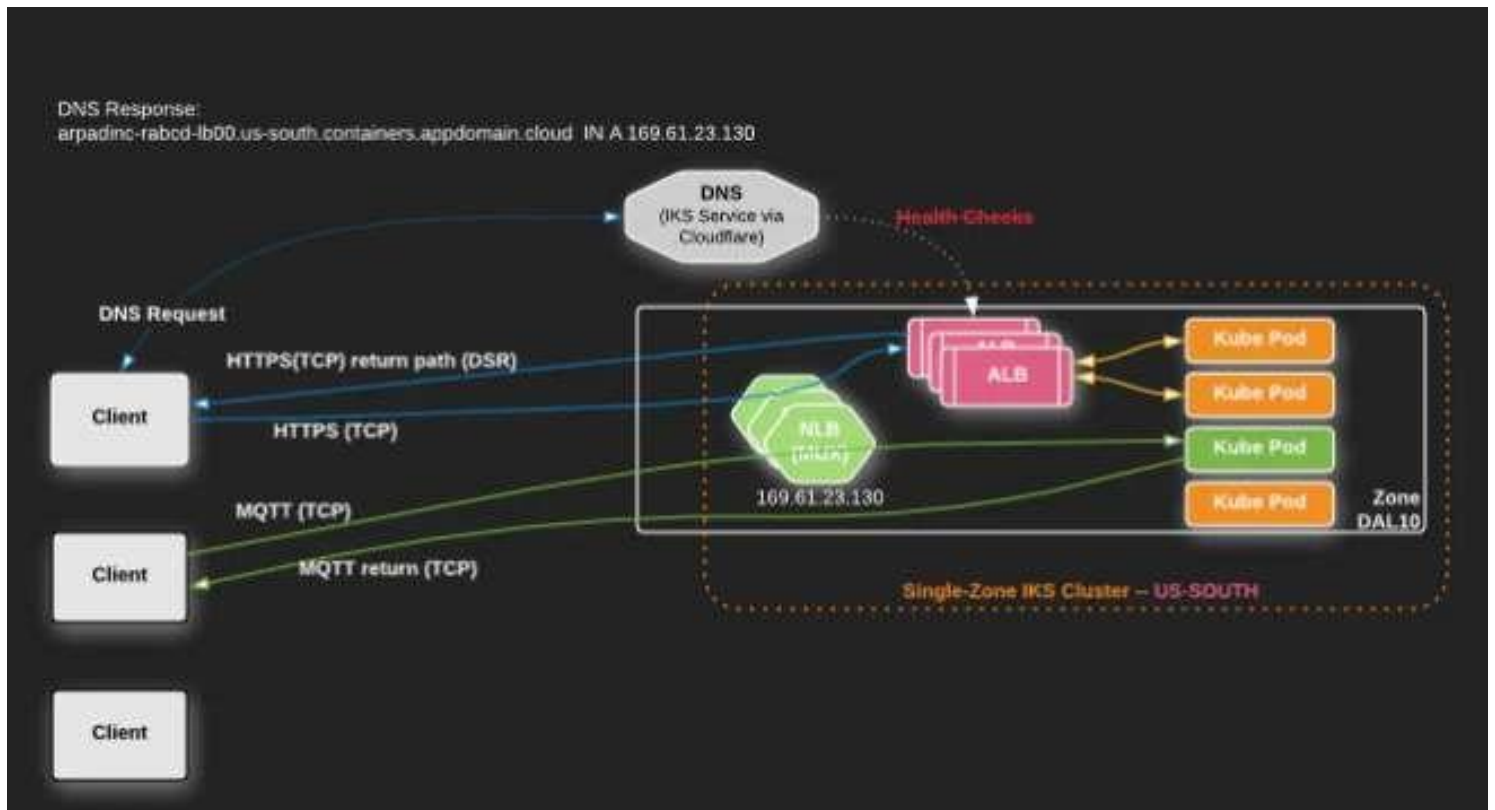 DNS Response:
arpadinc-rabcd-lb00.us-south.containers.appdomain.cloud IN A 169.61.23.130
DNS
(IKS Service via
Cloudflare)
Health Checks
DNS Request
HTTPS(TCP) return path (DSR)
ALB
ALB
Kube Pod
Kube Pod
Client
HTTPS (TCP)
NLB
(MUX)
Kube Pod
169.61.23.130
Kube Pod
Zone
DAL10
MQTT (TCP)
Client
MQTT return (TCP)
Single-Zone IKS Cluster – US-SOUTH
Client